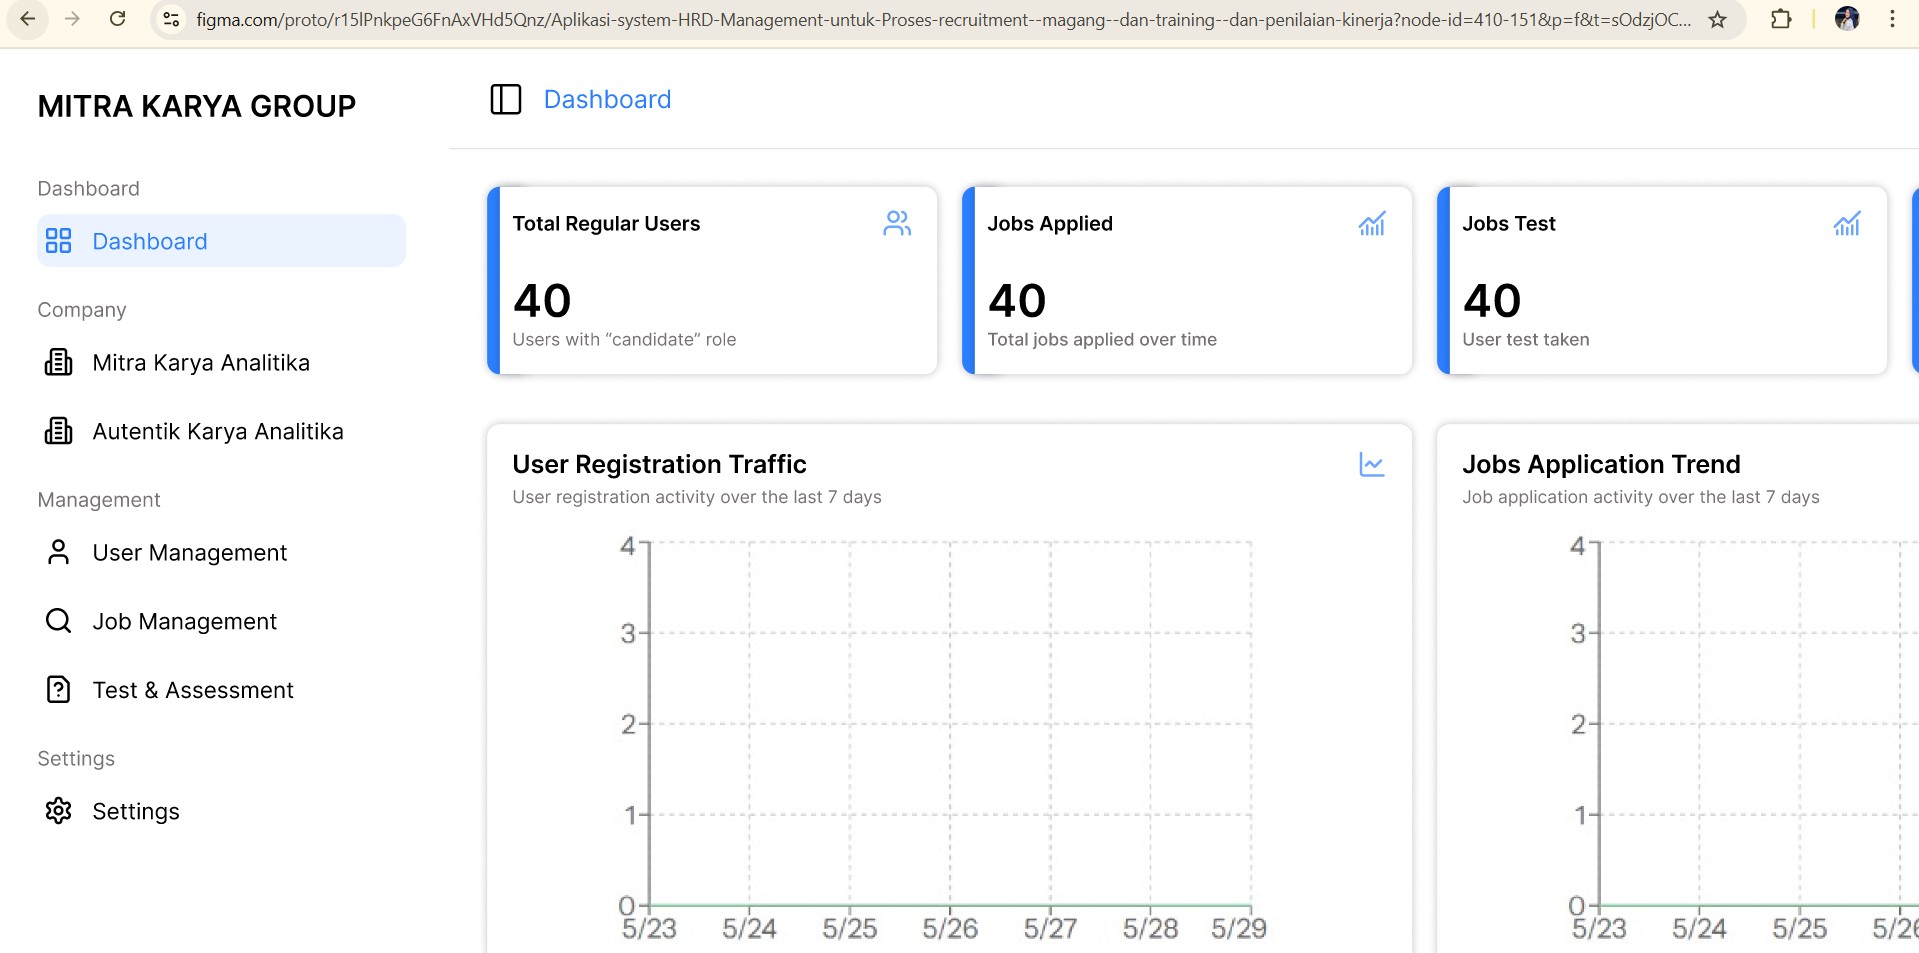 figma.com/proto/r15lPnkpeG6FnAxVHd5Qnz/Aplikasi-system-HRD-Management-untuk-Proses-recruitment--magang--dan-training--dan-penilaian-kinerja?node-id=410-151&p=f&t=sOdzjOC...
MITRA KARYA GROUP
Dashboard
Dashboard
Company
Mitra Karya Analitika
Autentik Karya Analitika
Management
User Management
Job Management
Test & Assessment
Settings
Settings
Dashboard
Total Regular Users
40
Users with “candidate” role
Jobs Applied
40
Total jobs applied over time
Jobs Test
40
User test taken
User Registration Traffic
User registration activity over the last 7 days
4
3
2
1
0
5/23 5/24 5/25 5/26 5/27 5/28 5/29
Jobs Application Trend
Job application activity over the last 7 days
4
3
2
1
0
5/23 5/24 5/25 5/26